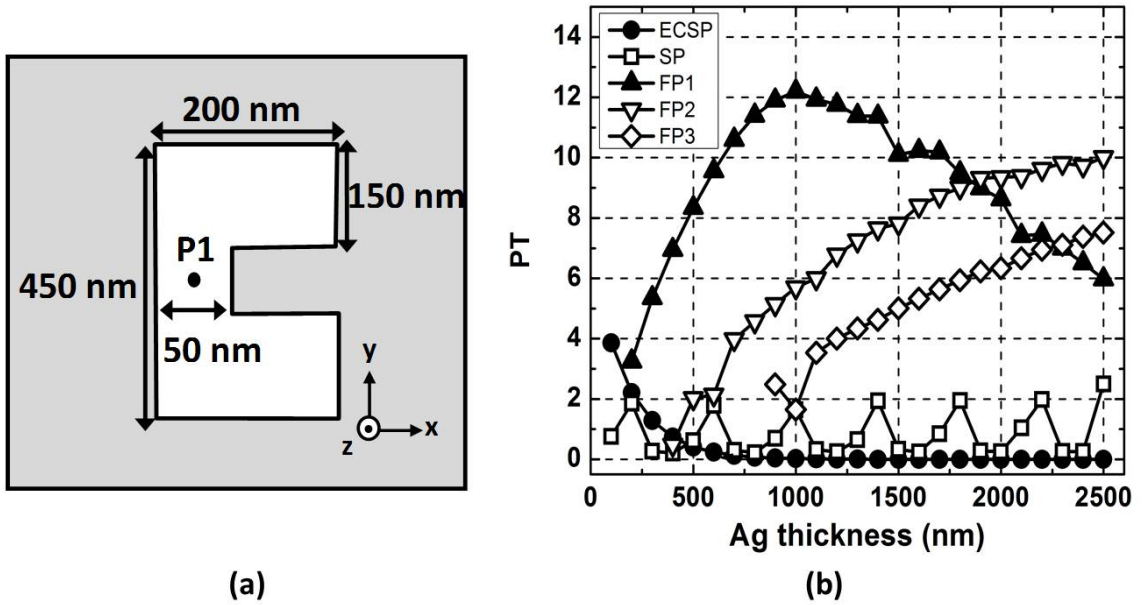 200 nm
150 nm
P1
450 nm
50 nm
y
x
z
(a)
ECSP
SP
FP1
FP2
FP3
PT
14
12
10
8
6
4
2
0
0 500 1000 1500 2000 2500
Ag thickness (nm)
(b)